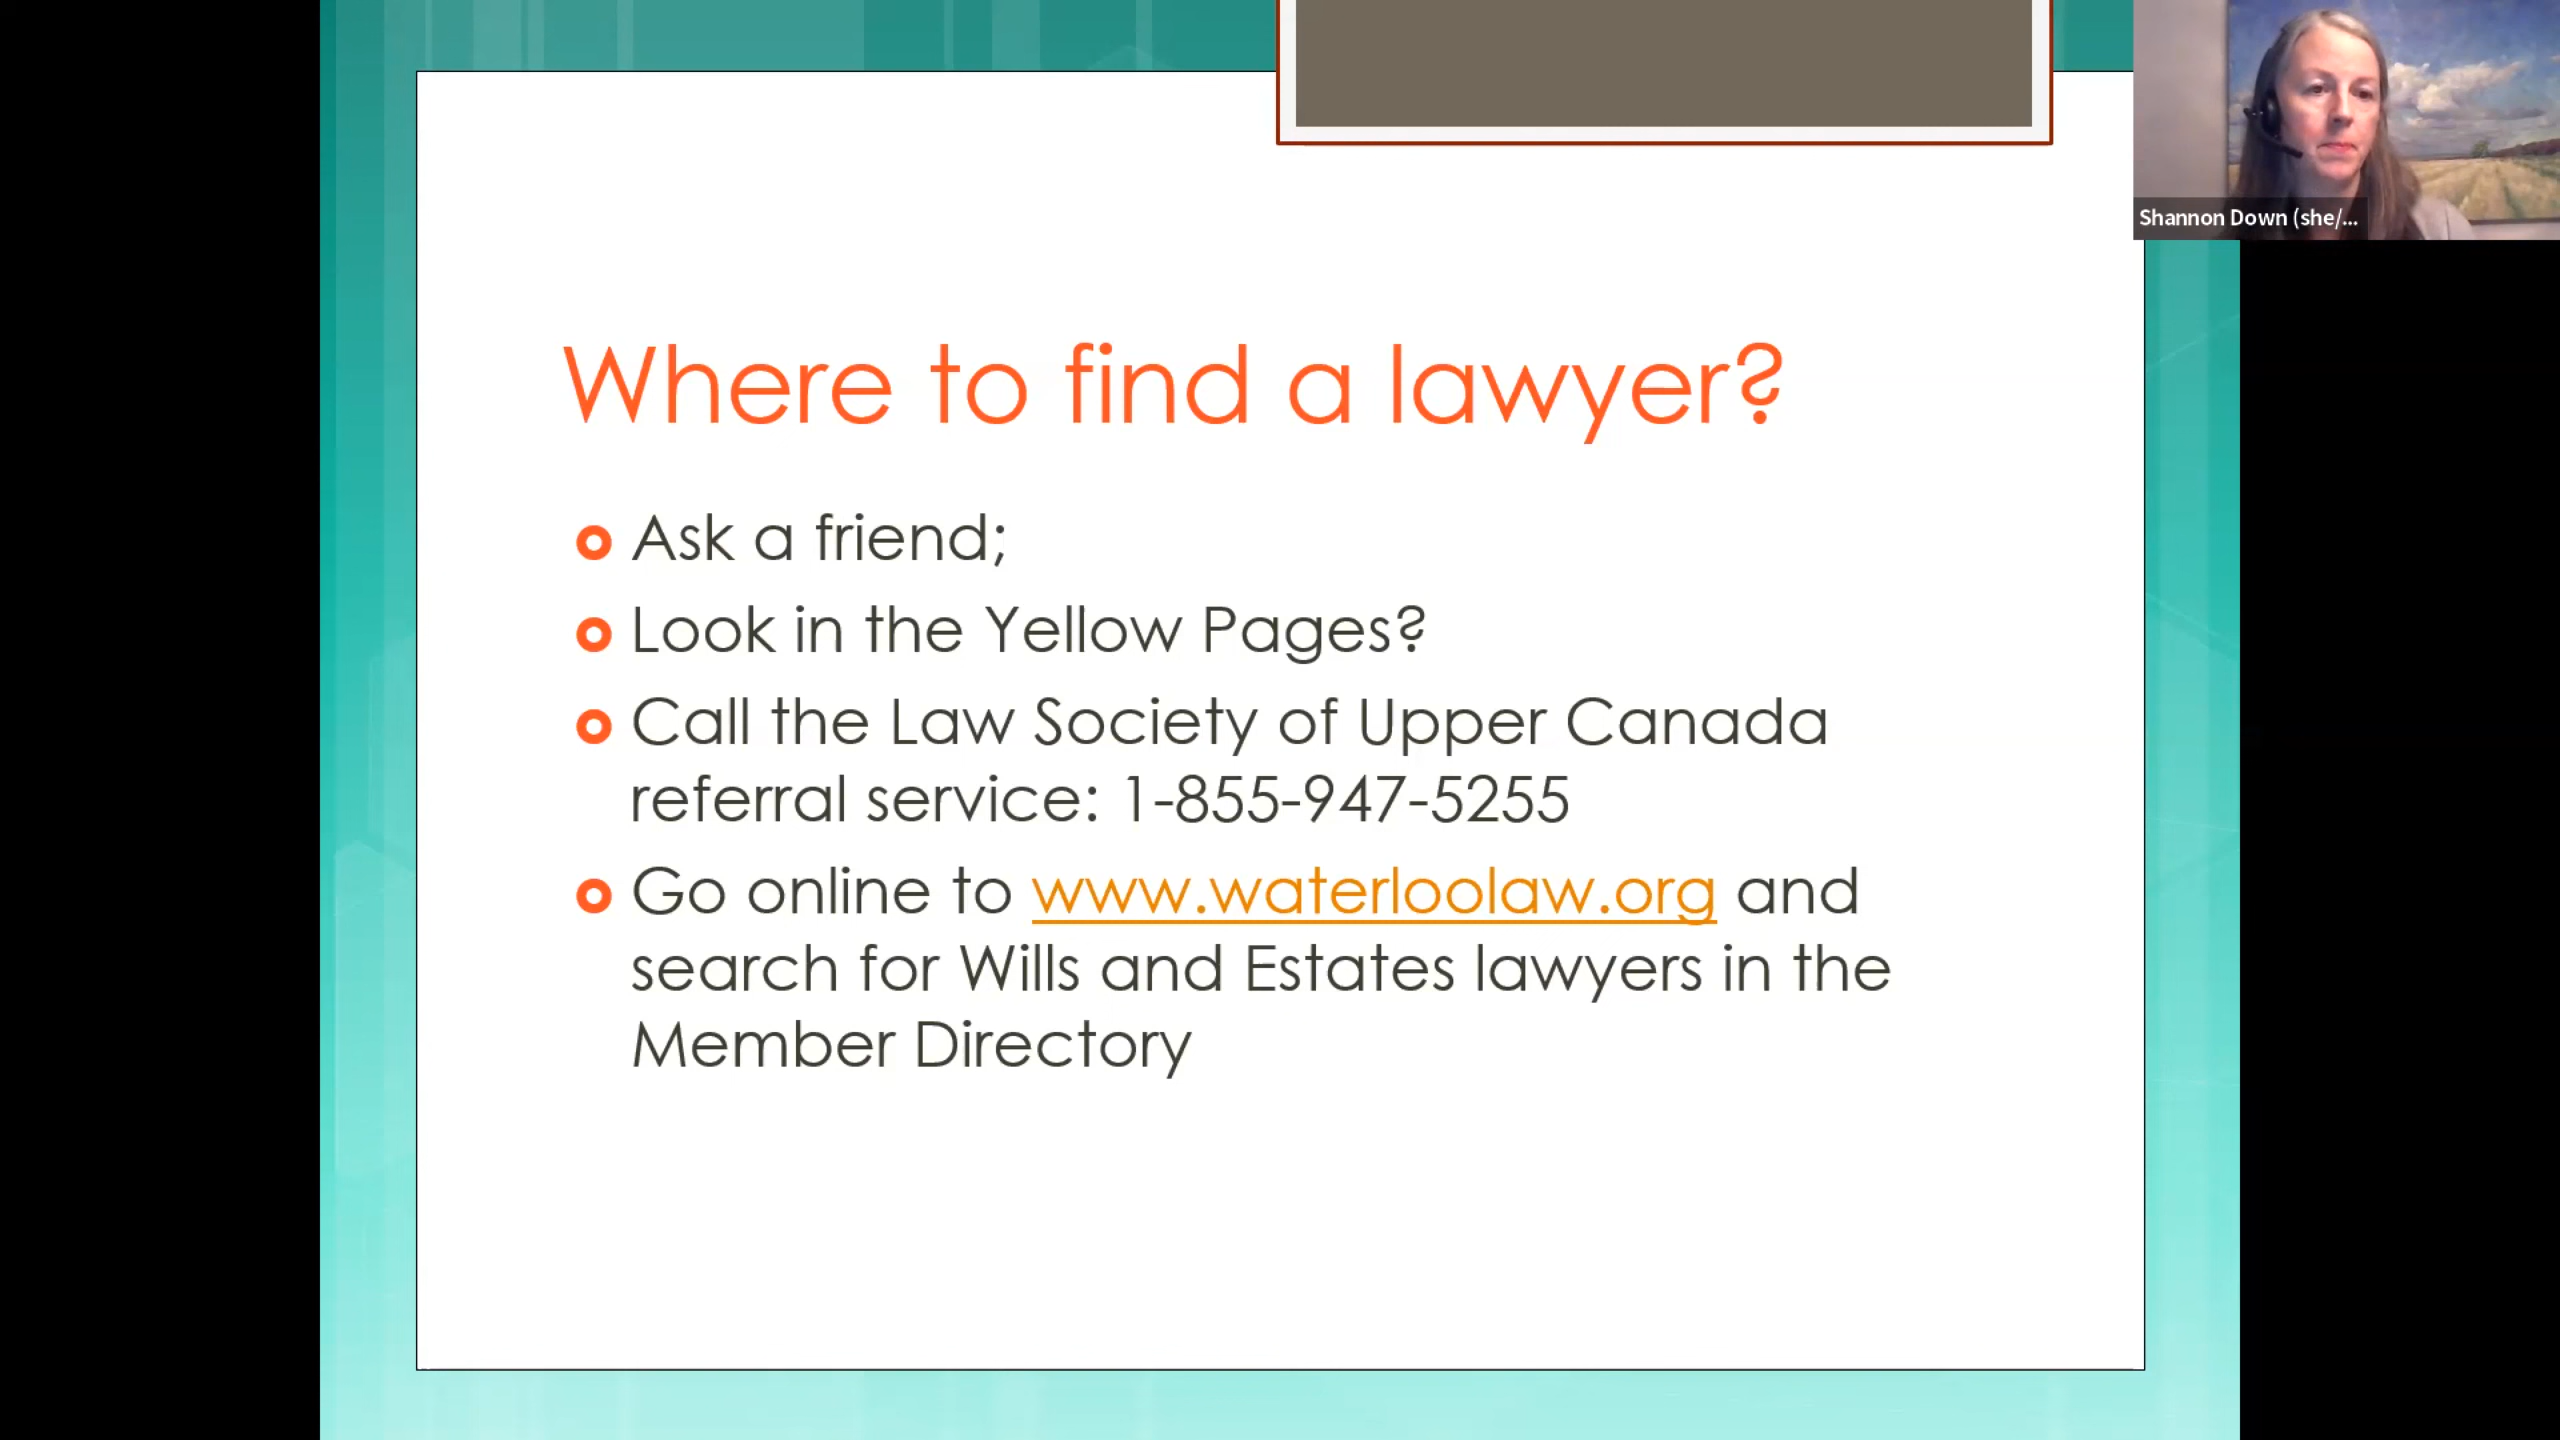 Where to find a lawyer?
Ask a friend;
Look in the Yellow Pages?
Call the Law Society of Upper Canada
referral service: 1-855-947-5255
Go online to www.waterloolaw.org and
search for Wills and Estates lawyers in the
Member Directory
Shannon Down (she/...